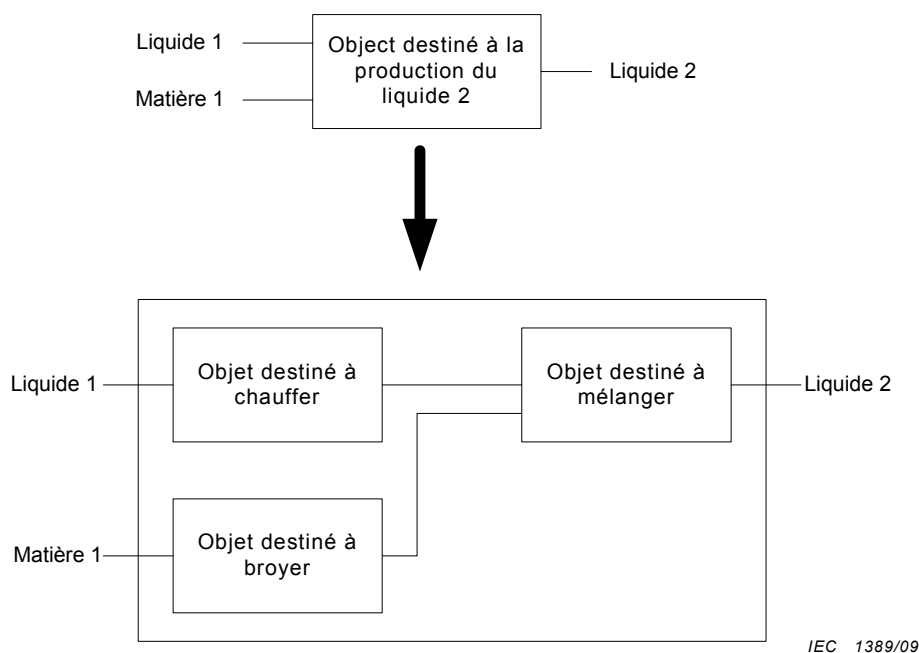 Liquide 1
Matière 1
Object destiné à la
production du
liquide 2
Liquide 2
Liquide 1
Objet destiné à
chauffer
Objet destiné à
mélanger
Liquide 2
Matière 1
Objet destiné à
broyer
IEC 1389/09